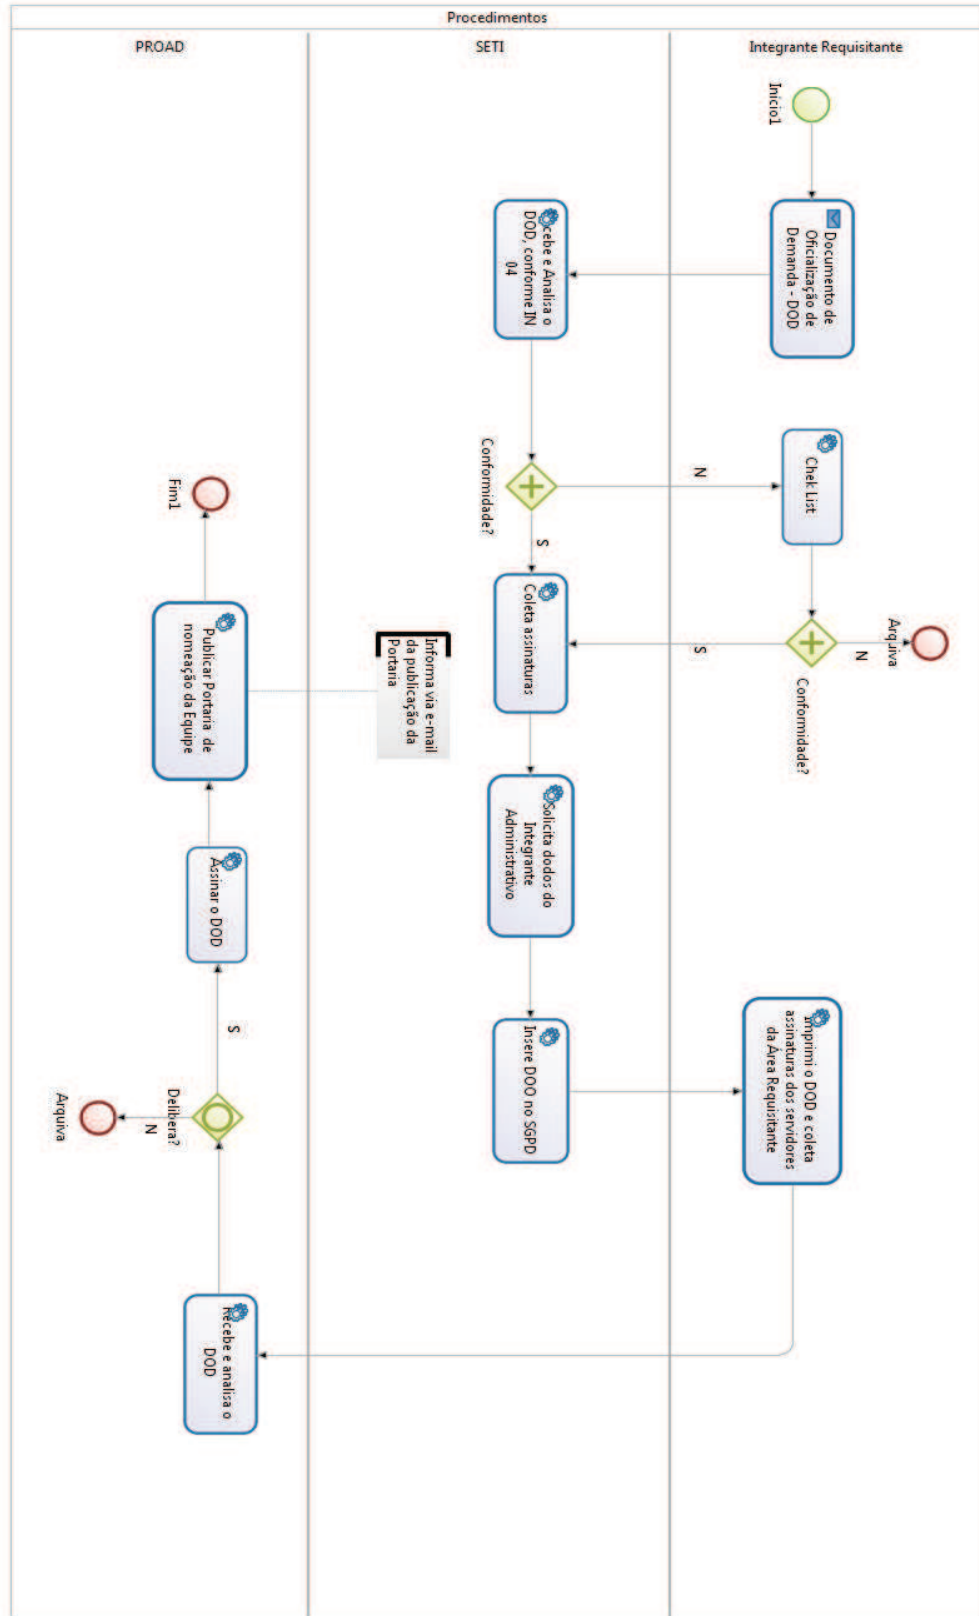 Procedimentos
PROAD
SETI
Integrante Requisitante
Inicio1
Documento de
Oficialização de
Demanda - DOD
cebe e Analisa o
DOD, conforme IN
04
Conformidade?
N
S
Chek List
Conformidade?
N
Arquiva
S
Coleta assinaturas
Solicita dodos do
Integrante
Administrativo
Insere DOO no SGPD
Imprimi o DOD e coleta
assinaturas dos servidores
da Área Requisitante
Recebe e analisa o
DOD
Delibera?
N
Arquiva
S
Assinar o DOD
Publicar Portaria de
nomeação da Equipe
Informa via e-mail
da publicação da
Portaria
Fim1